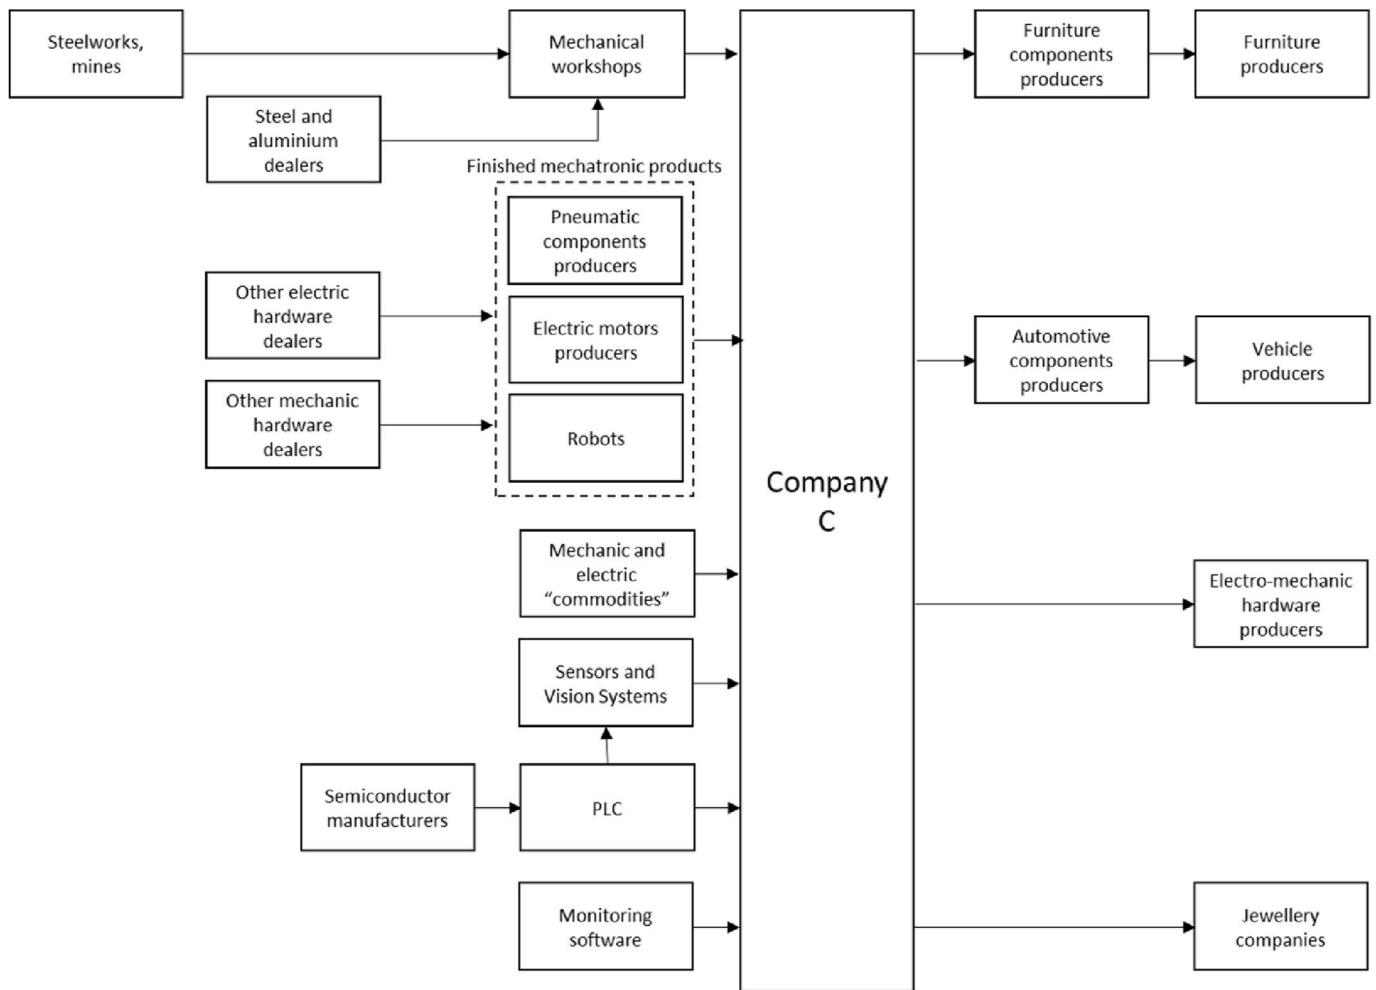 Steelworks,
mines
Mechanical
workshops
Furniture
components
producers
Furniture
producers
Steel and
aluminium
dealers
Finished mechatronic products
Pneumatic
components
producers
Other electric
hardware
dealers
Electric motors
producers
Automotive
components
producers
Vehicle
producers
Other mechanic
hardware
dealers
Robots
Company
C
Mechanic and
electric
“commodities”
Electro-mechanic
hardware
producers
Sensors and
Vision Systems
Semiconductor
manufacturers
PLC
Monitoring
software
Jewellery
companies